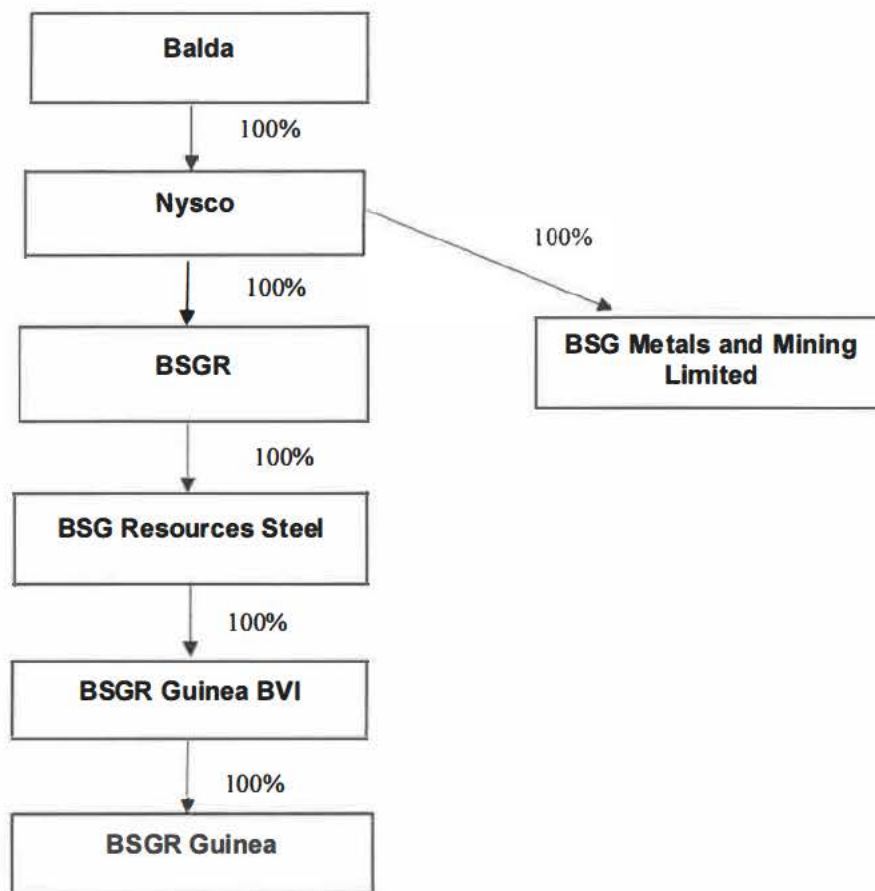 Balda
100%
Nysco
100%
100%
BSGR
BSG Metals and Mining
Limited
100%
BSG Resources Steel
100%
BSGR Guinea BVI
100%
BSGR Guinea